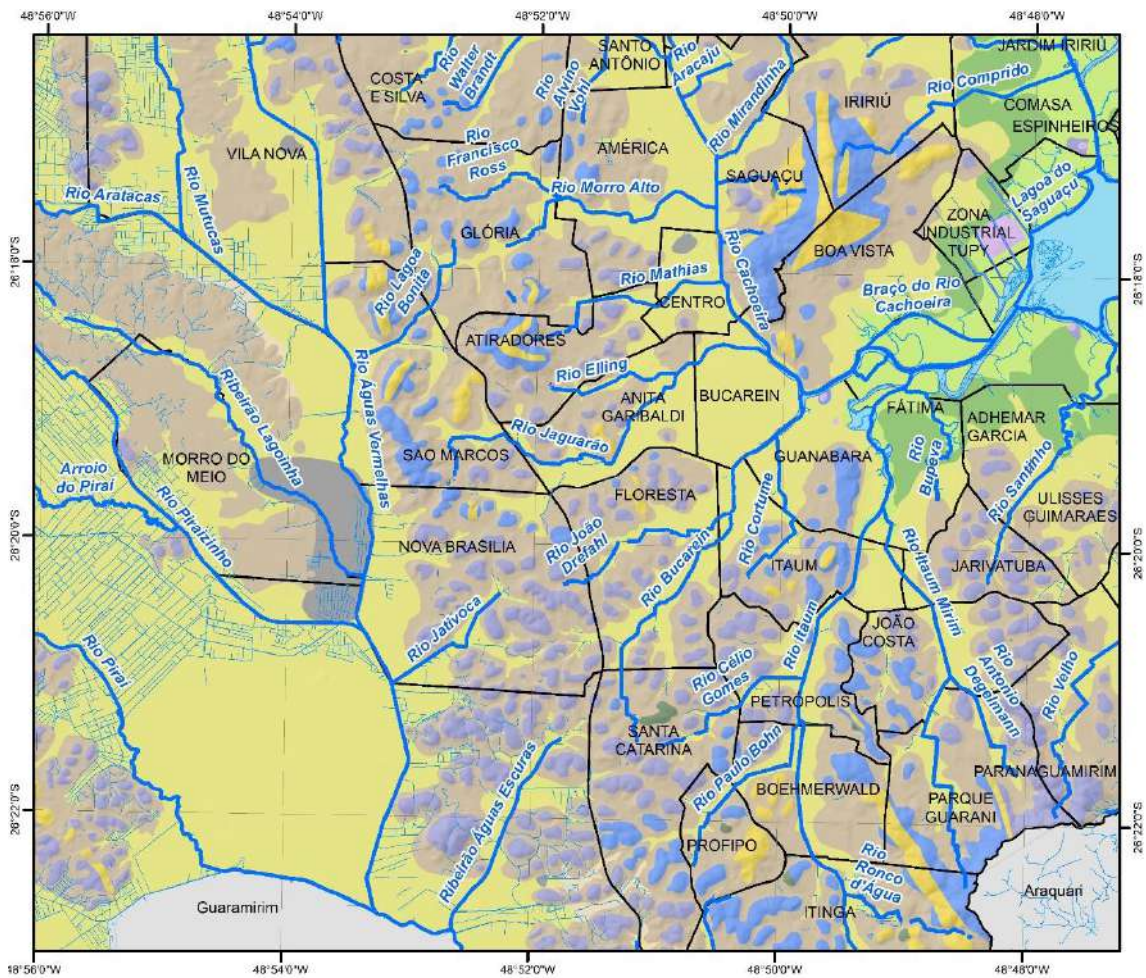 48°56'0"W
48°54'0"W
48°52'0"W
48°50'0"W
48°48'0"W
SANTO
ANTÔNIO
JARDIM IRIRIÚ
COSTA
E SILVA
Rio
Walter
Brandt
Rio
Alvino
Vohl
Rio
Aracaju
Rio Mirandinha
IRIRIÚ
Rio Comprido
COMASA
ESPINHEIROS
VILA NOVA
Rio
Francisco
Ross
AMÉRICA
SAGUAÇU
Lagoa do
Saguaçu
Rio Aratacas
Rio Mutucas
Rio Morro Alto
GLÓRIA
ZONA
INDUSTRIAL
TUPY
BOA VISTA
26°18'0"S
26°18'0"S
Rio Lagoa
Bonita
Rio Mathias
Rio Cachoeira
CENTRO
Braço do Rio
Cachoeira
ATIRADORES
Rio Elling
Rio Águas Vermelhas
Ribeirão Lagoinha
ANITA
GARIBALDI
BUCAREIN
FÁTIMA
ADHEMAR
GARCIA
Rio Jaguarão
MORRO DO
MEIO
SAO MARCOS
GUANABARA
Rio
Bupeva
Rio Santinho
Arroio
do Piraí
Rio Piraizinho
FLORESTA
ULISSES
GUIMARAES
26°20'0"S
26°20'0"S
NOVA BRASILIA
Rio João
Drefahl
Rio Bucarein
Rio Cortume
ITAUM
Rio Itaum Mirim
JARIVATUBA
Rio Jativoca
Rio Itaum
JOÃO
COSTA
Rio Piraí
Rio Célio
Gomes
Rio
Antonio
Degelmann
Rio Velho
PETROPOLIS
SANTA
CATARINA
Ribeirão Águas Escuras
Rio Paulo Bohn
BOEHMERWALD
PARANAGUAMIRIM
PARQUE
GUARANI
26°22'0"S
26°22'0"S
PROFIPO
Rio
Ronco
d'Água
Guaramirim
ITINGA
Araquari
48°56'0"W
48°54'0"W
48°52'0"W
48°50'0"W
48°48'0"W